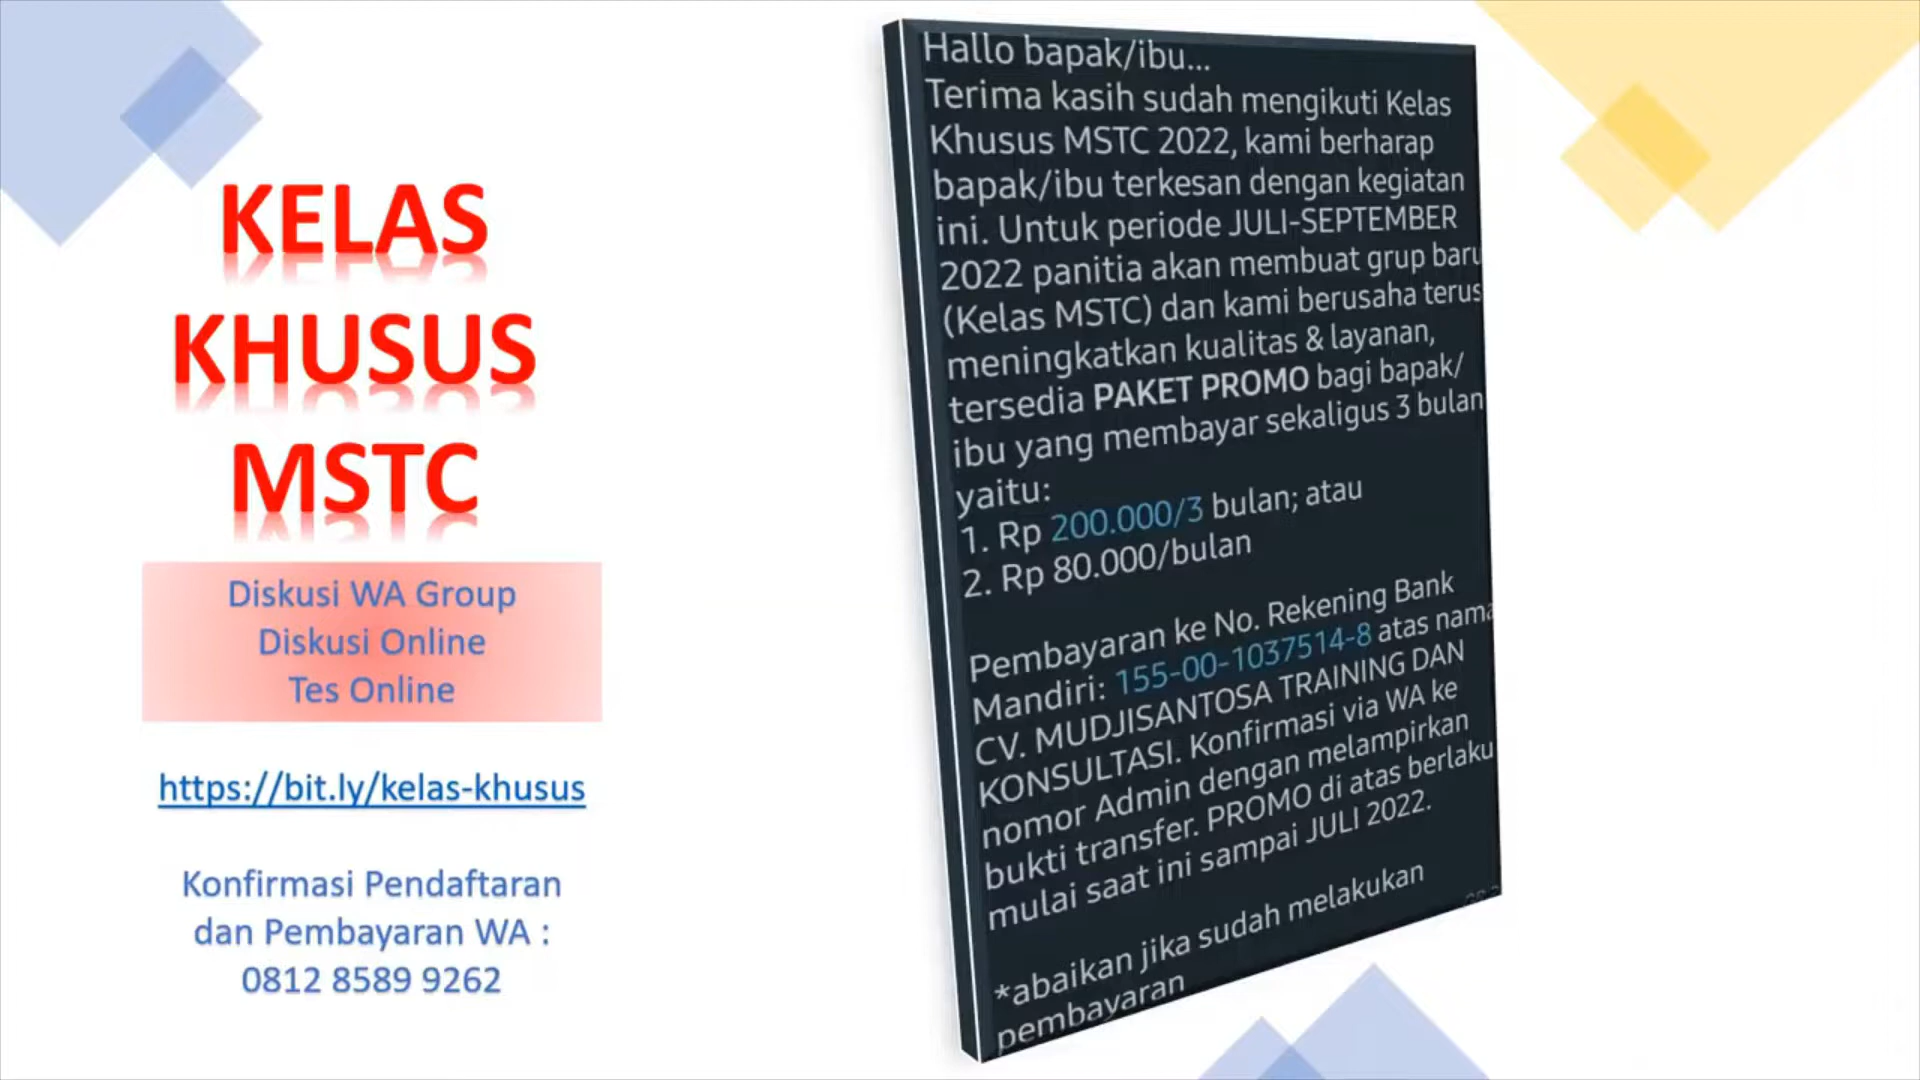 KELAS
KHUSUS
MSTC
Diskusi WA Group
Diskusi Online
Tes Online
https://bit.ly/kelas-khusus
Konfirmasi Pendaftaran
dan Pembayaran WA :
0812 8589 9262
Hallo bapak/ibu...
Terima kasih sudah mengikuti Kelas
Khusus MSTC 2022, kami berharap
bapak/ibu terkesan dengan kegiatan
ini. Untuk periode JULI-SEPTEMBER
2022 panitia akan membuat grup baru
(Kelas MSTC) dan kami berusaha terus
meningkatkan kualitas & layanan,
tersedia PAKET PROMO bagi bapak/
ibu yang membayar sekaligus 3 bulan
yaitu:
1. Rp 200.000/3 bulan; atau
2. Rp 80.000/bulan
Pembayaran ke No. Rekening Bank
Mandiri: 155-00-1037514-8 atas nama
CV. MUDJISANTOSA TRAINING DAN
KONSULTASI. Konfirmasi via WA ke
nomor Admin dengan melampirkan
bukti transfer. PROMO di atas berlaku
mulai saat ini sampai JULI 2022.
*abaikan jika sudah melakukan
pembayaran